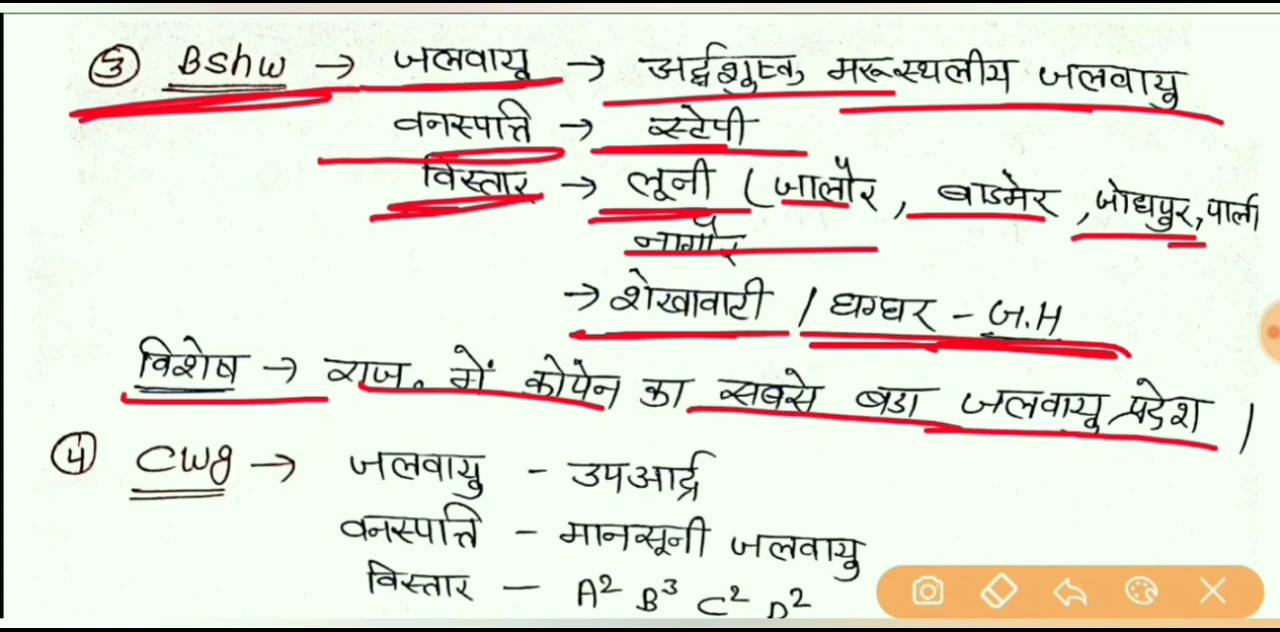 ③ Bshw → जलवायु → अर्द्धशुष्क मरूस्थलीय जलवायु
वनस्पत्ति → स्टेपी
विस्तार → लूनी (जालौर, बाडमेर, जोधपुर, पाली
नागौर
→ शेखावाटी / घग्घर - J.H
विशेष → राज. में कोपेन का सबसे बडा जलवायु प्रदेश।
④ Cwg → जलवायु - उपआर्द्र
वनस्पत्ति - मानसूनी जलवायु
विस्तार - A² B³ C² D²